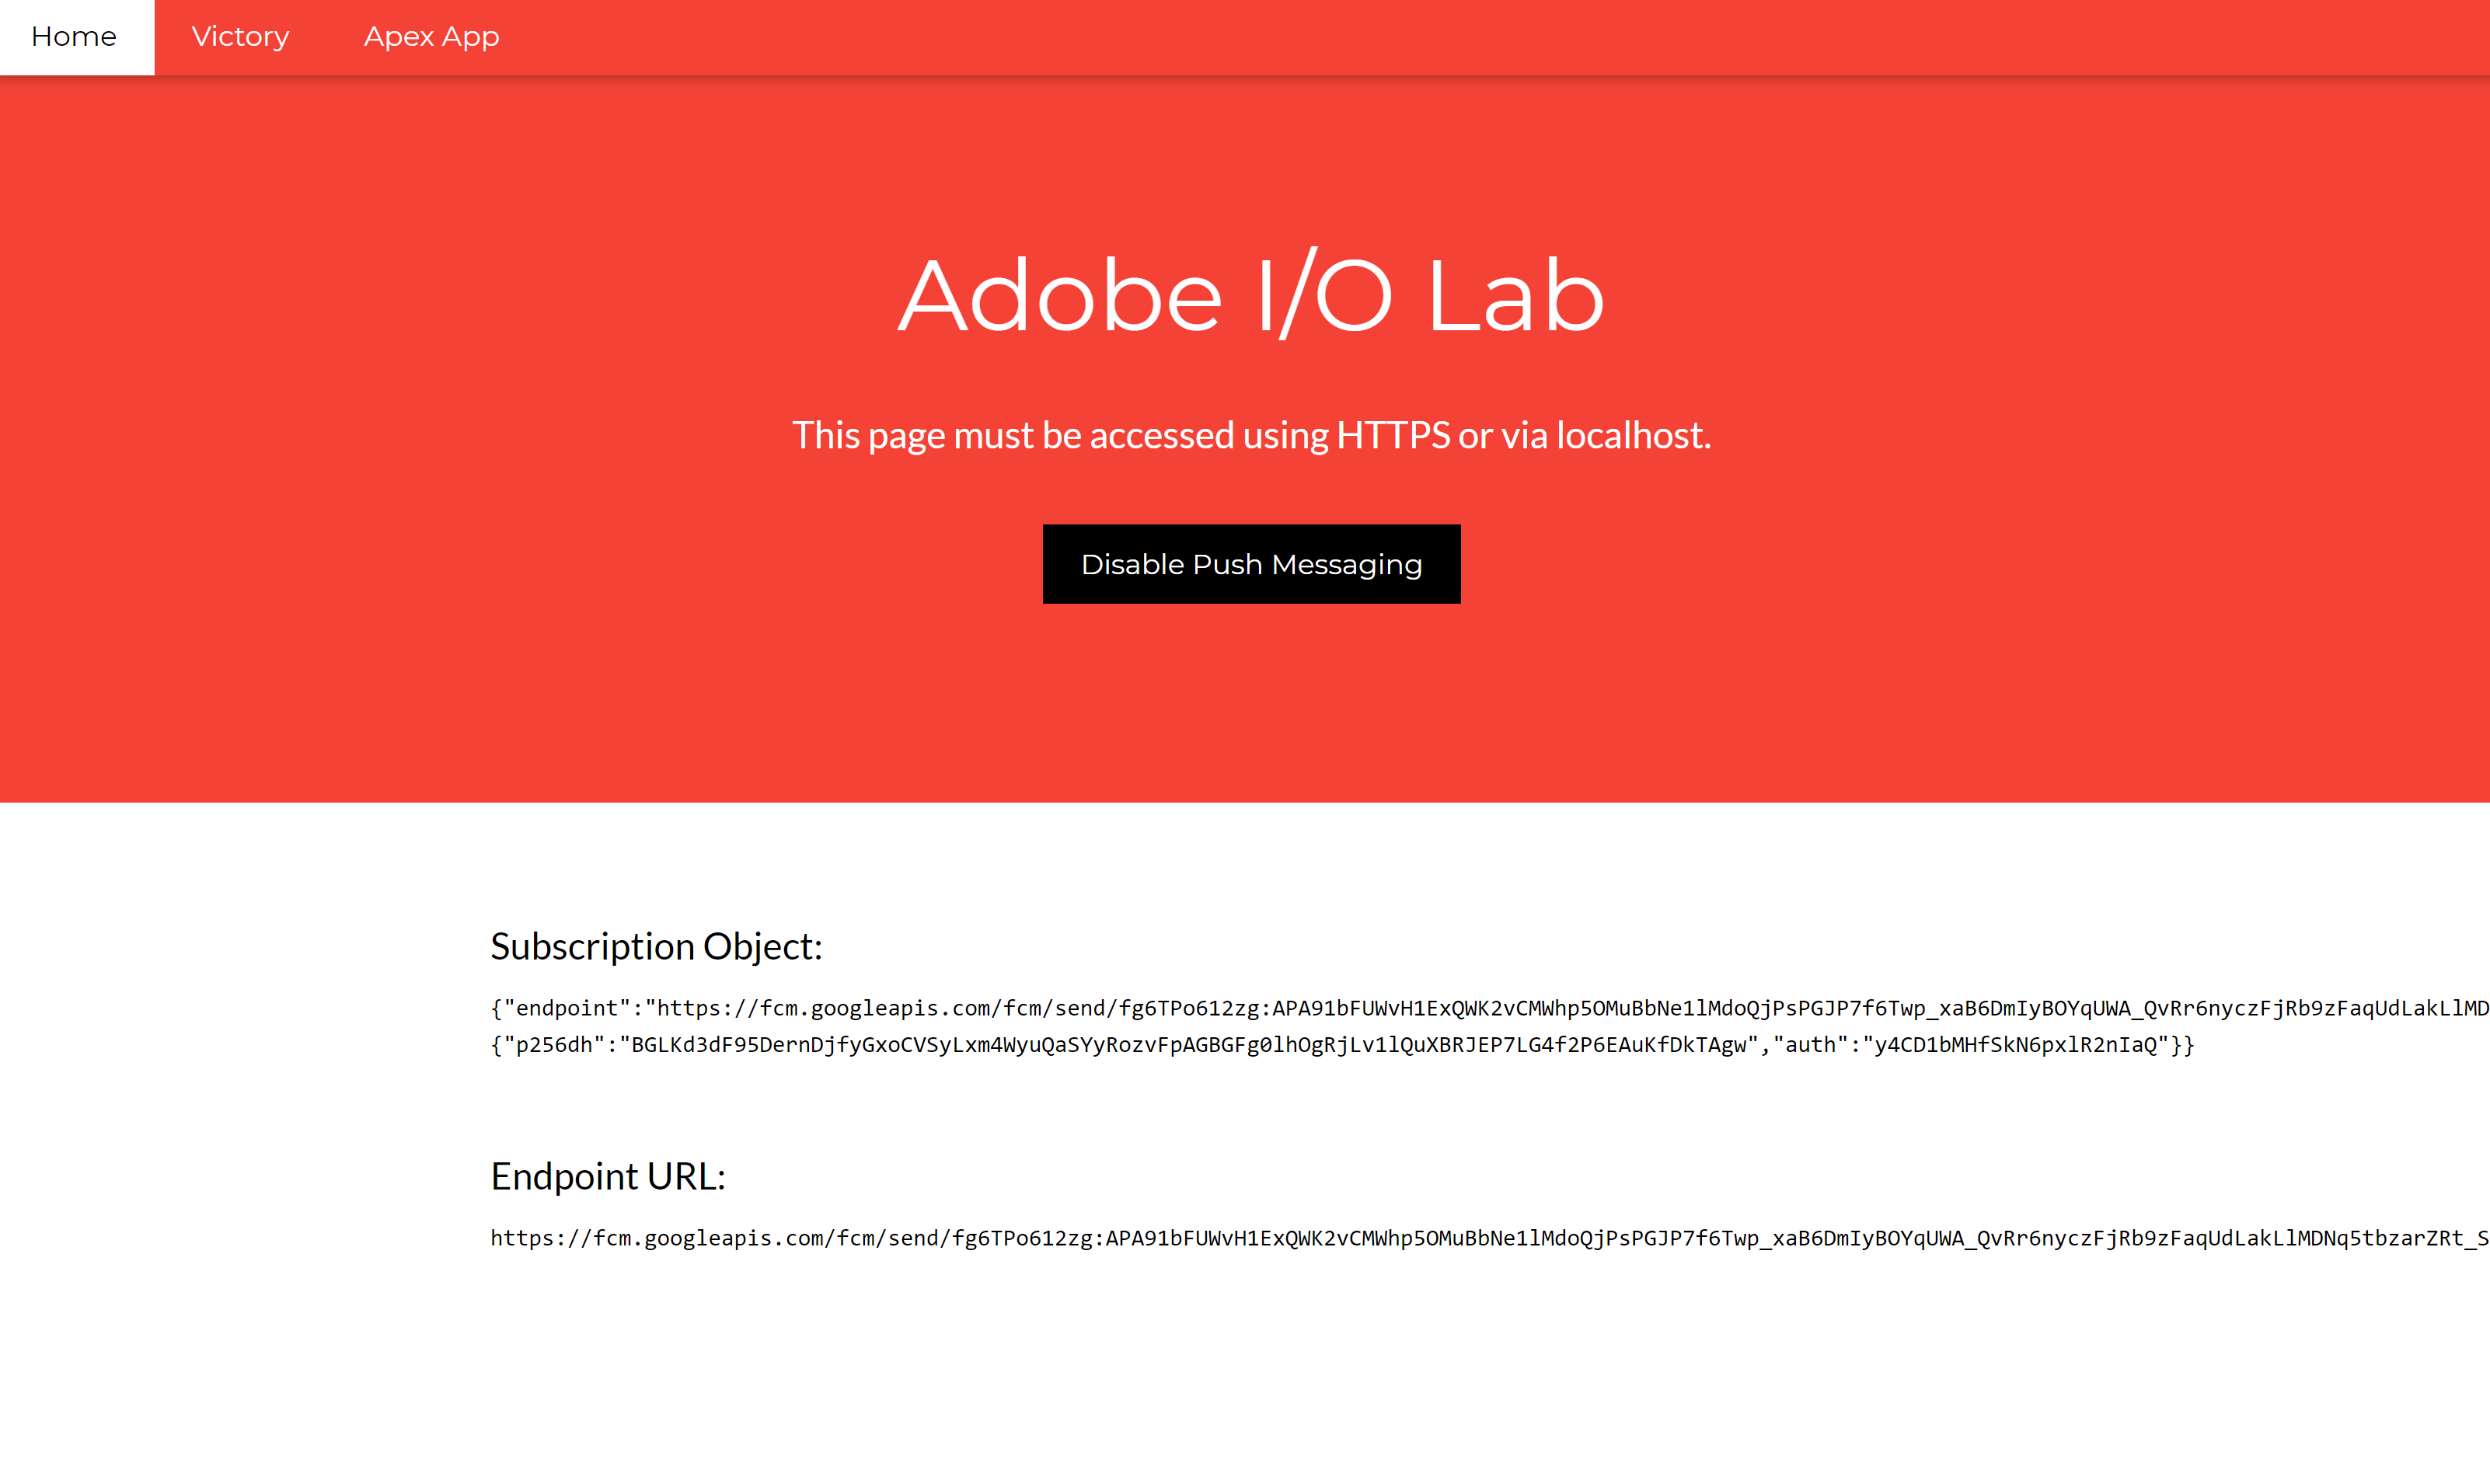 Home Victory Apex App
Adobe I/O Lab
This page must be accessed using HTTPS or via localhost.
Disable Push Messaging
Subscription Object:
{"endpoint":"https://fcm.googleapis.com/fcm/send/fg6TPo612zg:APA91bFUWvH1ExQWK2vCMWhp5OMuBbNe1lMdoQjPsPGJP7f6Twp_xaB6DmIyBOYqUWA_QvRr6nyczFjRb9zFaqUdLakLlMD
{"p256dh":"BGLKd3dF95DernDjfyGxoCVSyLxm4WyuQaSYyRozvFpAGBGFg0lhOgRjLv1lQuXBRJEP7LG4f2P6EAuKfDkTAgw","auth":"y4CD1bMHfSkN6pxlR2nIaQ"}}
Endpoint URL:
https://fcm.googleapis.com/fcm/send/fg6TPo612zg:APA91bFUWvH1ExQWK2vCMWhp5OMuBbNe1lMdoQjPsPGJP7f6Twp_xaB6DmIyBOYqUWA_QvRr6nyczFjRb9zFaqUdLakLlMDNq5tbzarZRt_S